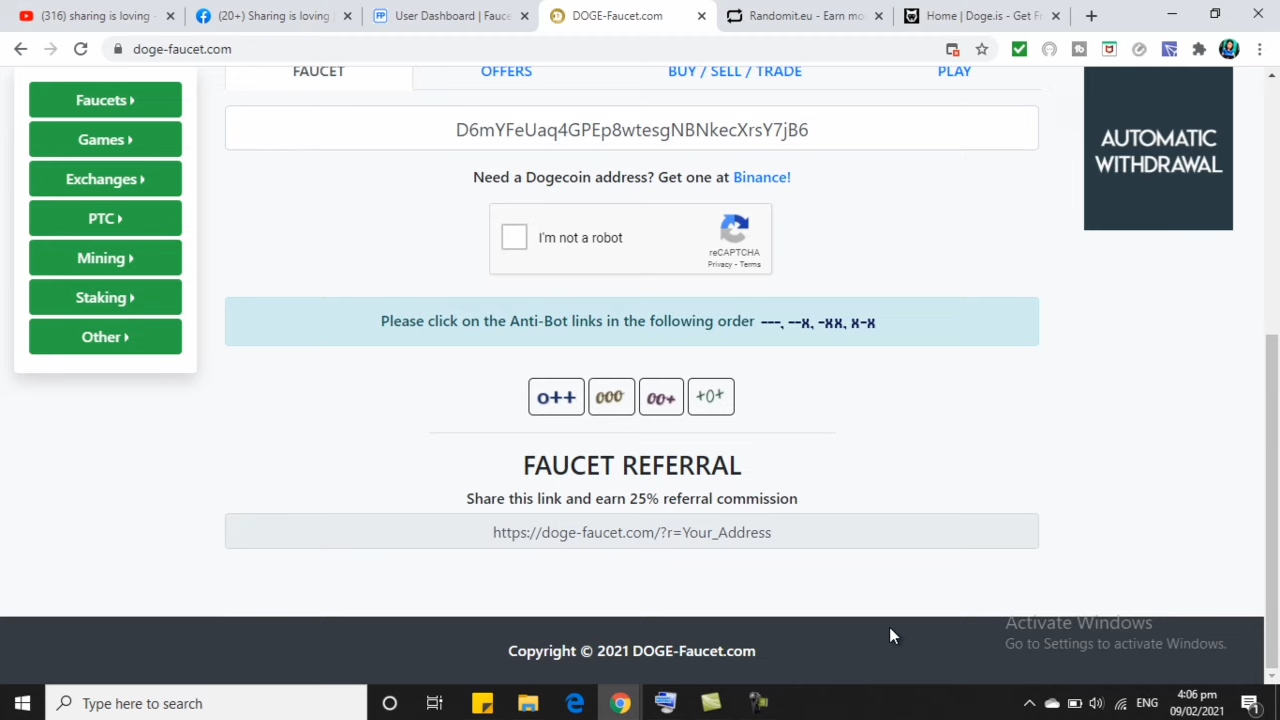 (316) sharing is loving -
(20+) Sharing is loving
User Dashboard | Fauce
DOGE-Faucet.com
Randomit.eu - Earn mo
Home | Doge.is - Get Fr
doge-faucet.com
Faucets
Games
Exchanges
PTC
Mining
Staking
Other
FAUCET
OFFERS
BUY / SELL / TRADE
PLAY
D6mYFeUaq4GPEp8wtesgNBNkecXrsY7jB6
Need a Dogecoin address? Get one at Binance!
I'm not a robot
reCAPTCHA
Privacy - Terms
Please click on the Anti-Bot links in the following order ---, --x, -xx, x-x
o++ ooo oo+ +o+
FAUCET REFERRAL
Share this link and earn 25% referral commission
https://doge-faucet.com/?r=Your_Address
AUTOMATIC
WITHDRAWAL
Copyright © 2021 DOGE-Faucet.com
Activate Windows
Go to Settings to activate Windows.
Type here to search
ENG
4:06 pm
09/02/2021
1